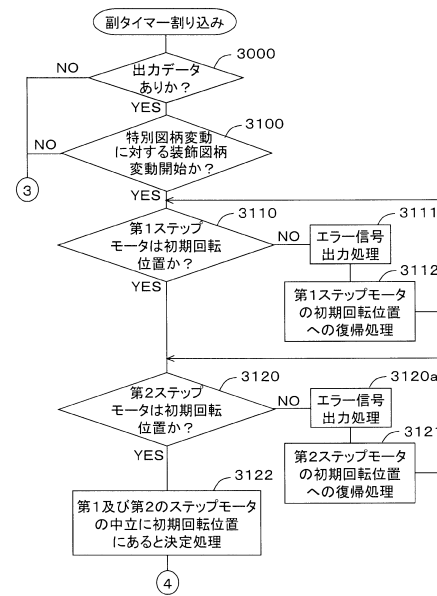 副タイマー割り込み
3000
出力データ
ありか？
NO
YES
3100
特別図柄変動
に対する装飾図柄
変動開始か？
NO
YES
3
3110
第1ステップ
モータは初期回転
位置か？
NO
YES
3111
エラー信号
出力処理
3112
第1ステップモータ
の初期回転位置
への復帰処理
3120
第2ステップ
モータは初期回転
位置か？
NO
YES
3120a
エラー信号
出力処理
3121
第2ステップモータ
の初期回転位置
への復帰処理
3122
第1及び第2のステップモータ
の中立に初期回転位置
にあると決定処理
4